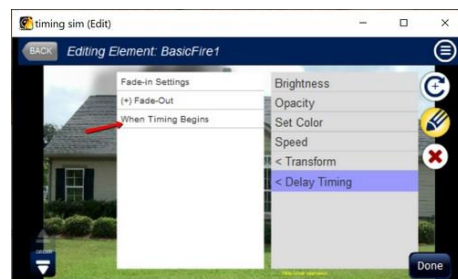 timing sim (Edit)
BACK
Editing Element: BasicFire1
Fade-in Settings
(+) Fade-Out
When Timing Begins
Brightness
Opacity
Set Color
Speed
< Transform
< Delay Timing
Done